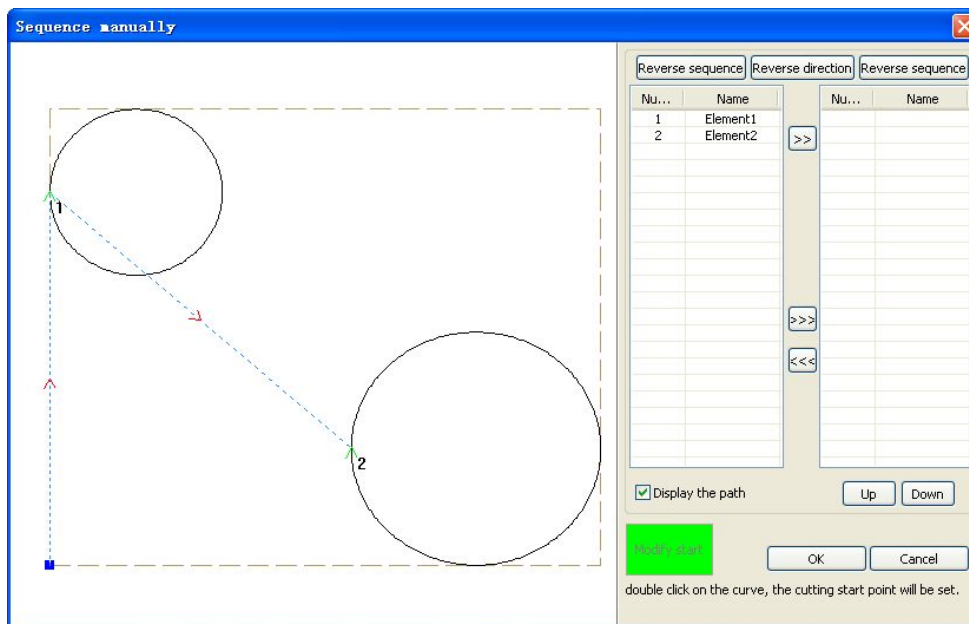 Sequence manually
Reverse sequence Reverse direction Reverse sequence
Nu... Name Nu... Name
1 Element1
2 Element2
>>
1
>>>
<<<
2
Display the path Up Down
Modify start
OK Cancel
double click on the curve, the cutting start point will be set.